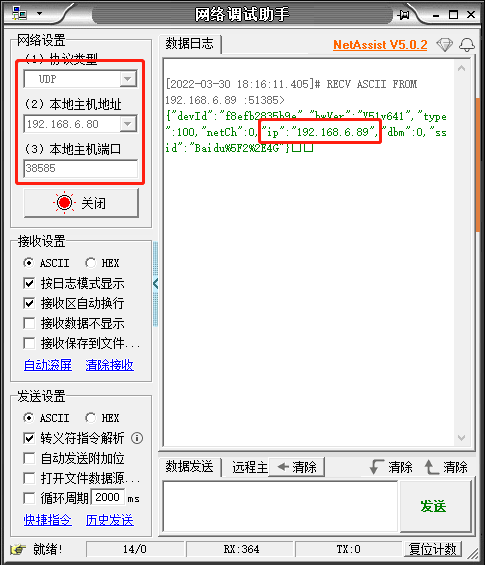 网络调试助手
网络设置
(1) 协议类型
UDP
(2) 本地主机地址
192.168.6.80
(3) 本地主机端口
38585
关闭
接收设置
ASCII HEX
按日志模式显示
接收区自动换行
接收数据不显示
接收保存到文件...
自动滚屏 清除接收
发送设置
ASCII HEX
转义符指令解析
自动发送附加位
打开文件数据源...
循环周期 2000 ms
快捷指令 历史发送
数据日志
NetAssist V5.0.2
[2022-03-30 18:16:11.405]# RECV ASCII FROM
192.168.6.89 :51385>
{"devId":"f8efb2835b9e","hwVer":"V51v641","type"
:100,"netCh":0,"ip":"192.168.6.89","dbm":0,"ss
id":"Baidu%5F2%2E4G"}
数据发送 远程主 清除 清除 清除
发送
就绪! 14/0 RX:364 TX:0 复位计数